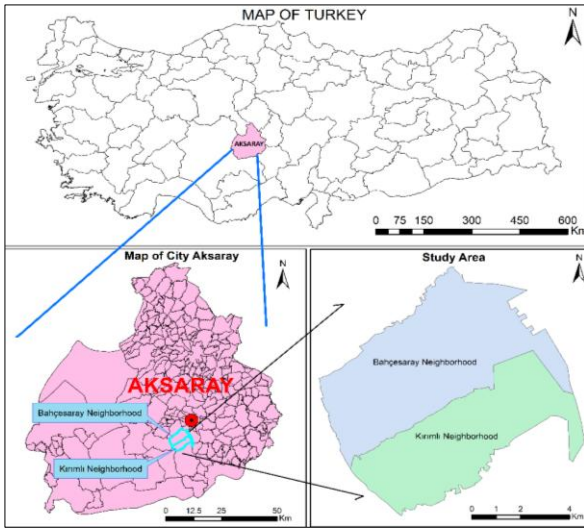 MAP OF TURKEY
N
AKSARAY
0 75 150 300 450 600
Km
Map of City Aksaray
N
AKSARAY
Bahçesaray Neighborhood
Kırımlı Neighborhood
0 12.5 25 50
Km
Study Area
N
Bahçesaray Neighborhood
Kırımlı Neighborhood
0 1 2 4
Km